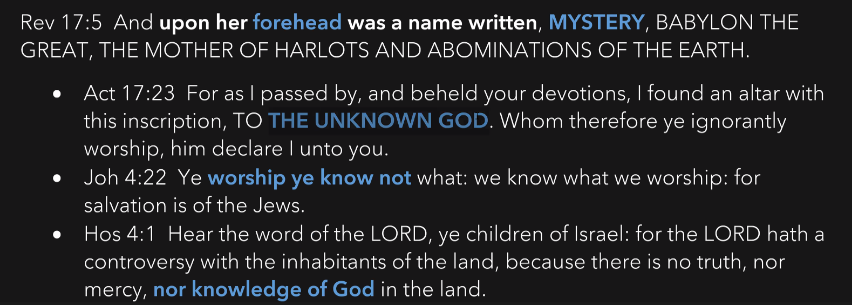 Rev 17:5  And upon her forehead was a name written, MYSTERY, BABYLON THE
GREAT, THE MOTHER OF HARLOTS AND ABOMINATIONS OF THE EARTH.
• Act 17:23  For as I passed by, and beheld your devotions, I found an altar with
this inscription, TO THE UNKNOWN GOD. Whom therefore ye ignorantly
worship, him declare I unto you.
• Joh 4:22  Ye worship ye know not what: we know what we worship: for
salvation is of the Jews.
• Hos 4:1  Hear the word of the LORD, ye children of Israel: for the LORD hath a
controversy with the inhabitants of the land, because there is no truth, nor
mercy, nor knowledge of God in the land.